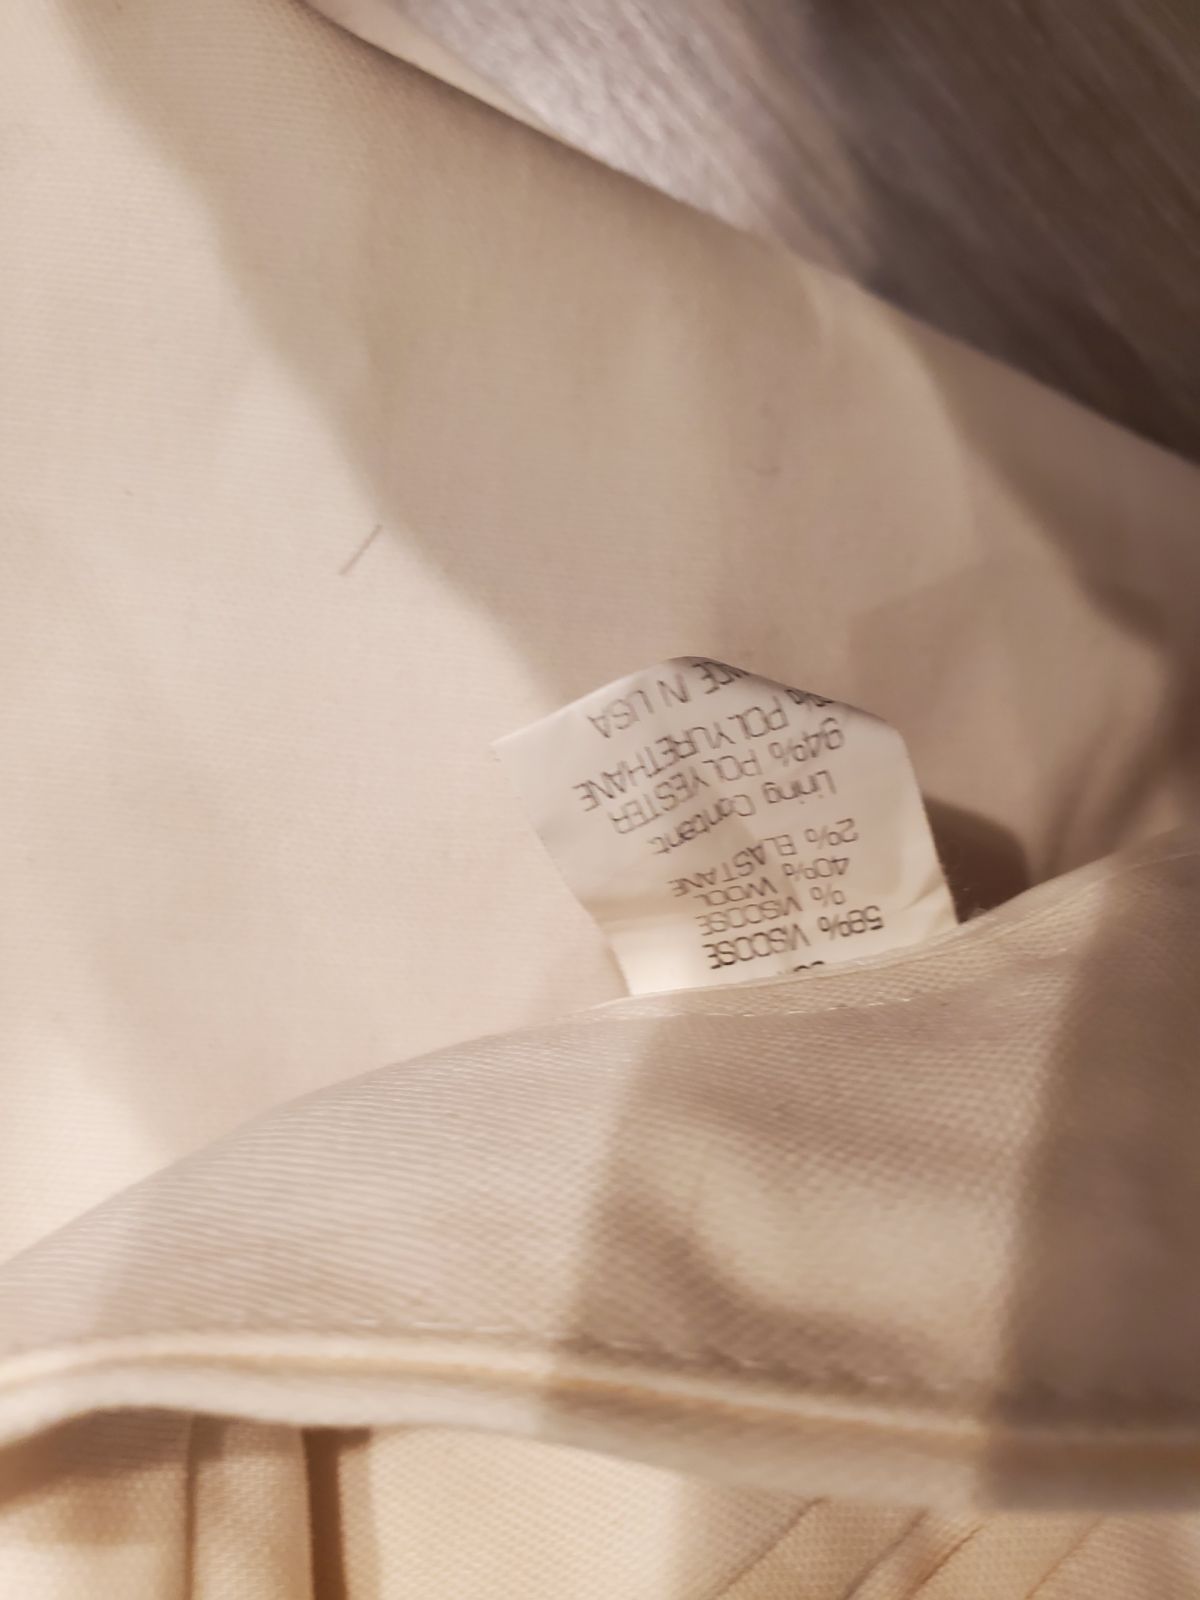 58% VISCOSE
% VISCOSE
40% WOOL
2% ELASTANE
Lining Content:
94% POLYESTER
% POLYURETHANE
IN USA